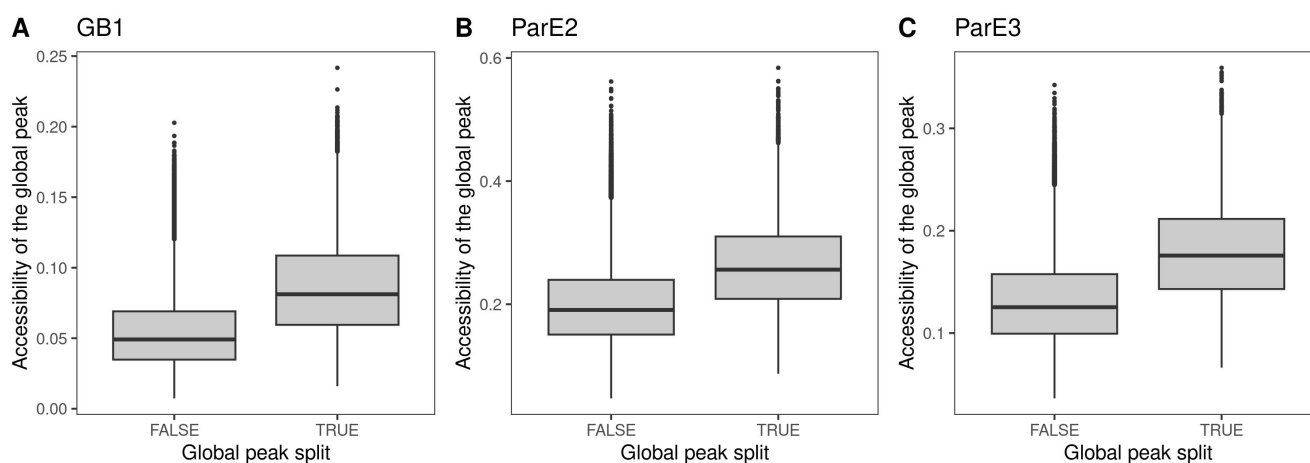 A GB1
Accessibility of the global peak
0.25
0.20
0.15
0.10
0.05
0.00
FALSE TRUE
Global peak split
B ParE2
Accessibility of the global peak
0.6
0.4
0.2
FALSE TRUE
Global peak split
C ParE3
Accessibility of the global peak
0.3
0.2
0.1
FALSE TRUE
Global peak split